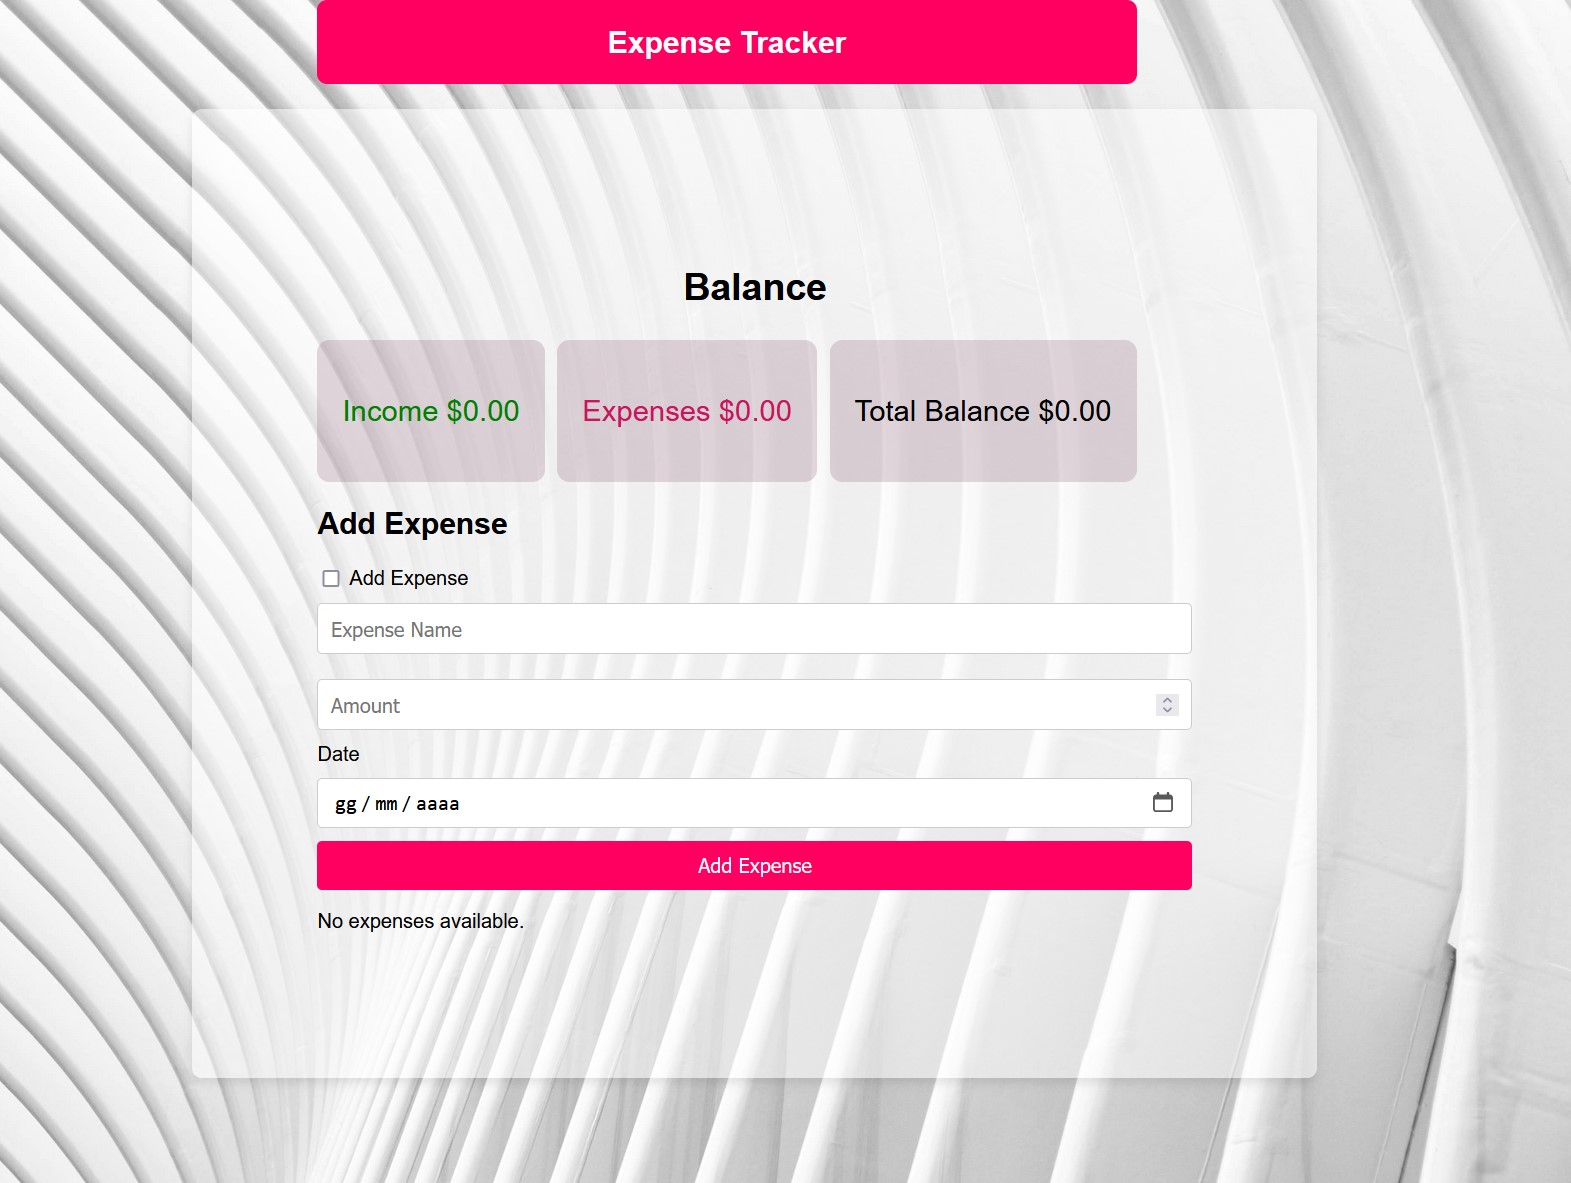 Expense Tracker
Balance
Income $0.00
Expenses $0.00
Total Balance $0.00
Add Expense
Add Expense
Expense Name
Amount
Date
gg/mm/aaaa
Add Expense
No expenses available.